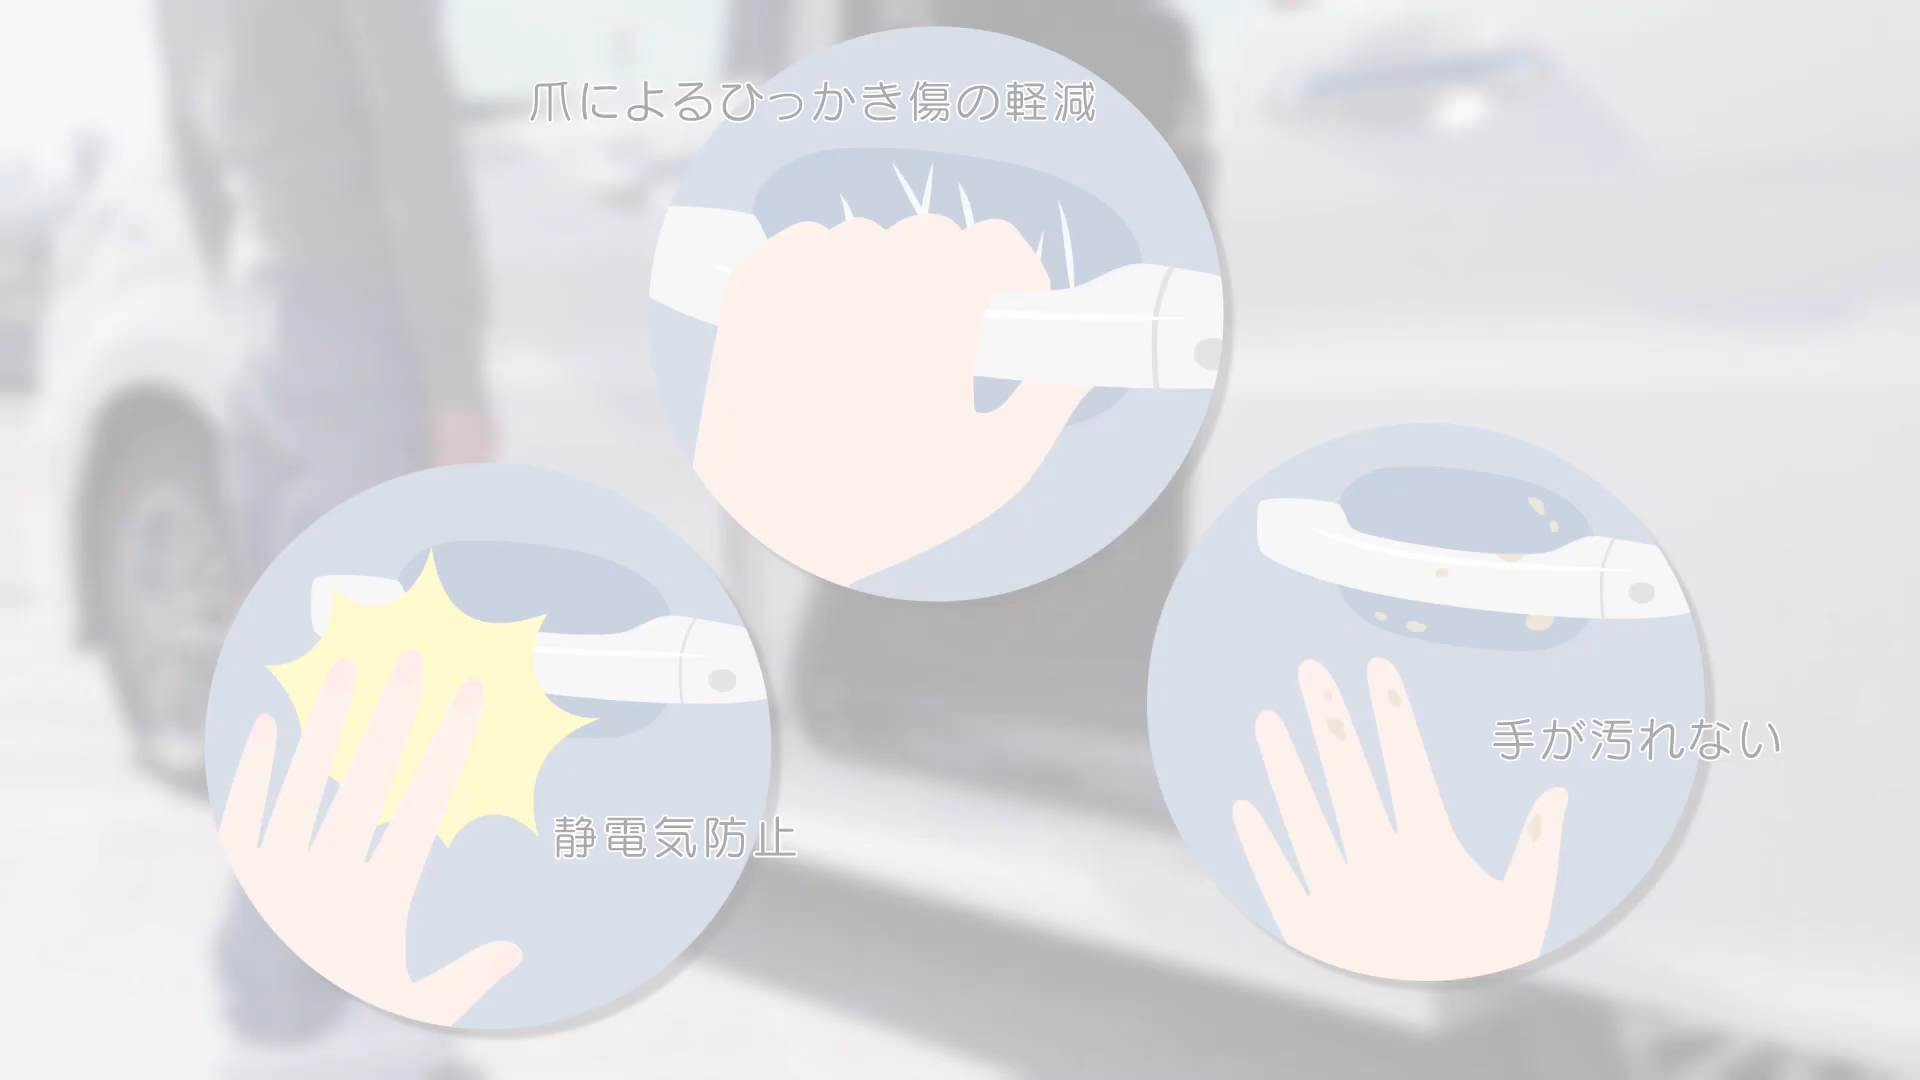 爪によるひっかき傷の軽減
手が汚れない
静電気防止